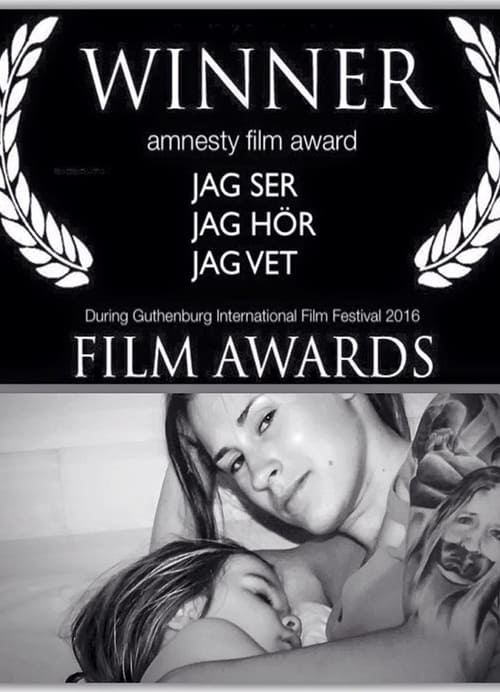 WINNER
amnesty film award
JAG SER
JAG HÖR
JAG VET
During Guthenburg International Film Festival 2016
FILM AWARDS